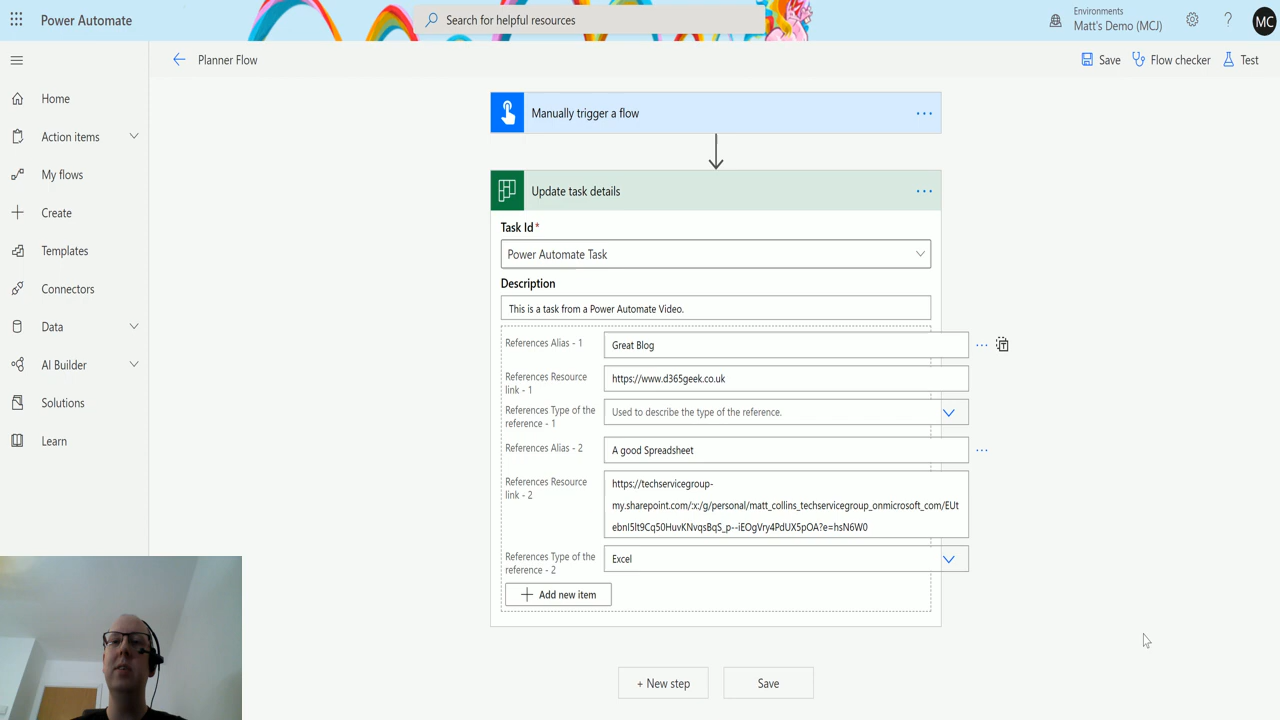 Power Automate
Search for helpful resources
Environments
Matt's Demo (MCJ)
?
MC
Planner Flow
Save
Flow checker
Test
Home
Action items
My flows
Create
Templates
Connectors
Data
AI Builder
Solutions
Learn
Manually trigger a flow
Update task details
Task Id*
Power Automate Task
Description
This is a task from a Power Automate Video.
References Alias - 1
Great Blog
References Resource
link - 1
https://www.d365geek.co.uk
References Type of the
reference - 1
Used to describe the type of the reference.
References Alias - 2
A good Spreadsheet
References Resource
link - 2
https://techservicegroup-
my.sharepoint.com/:x:/g/personal/matt_collins_techservicegroup_onmicrosoft_com/EUt
References Type of the
reference - 2
Excel
+ Add new item
+ New step
Save